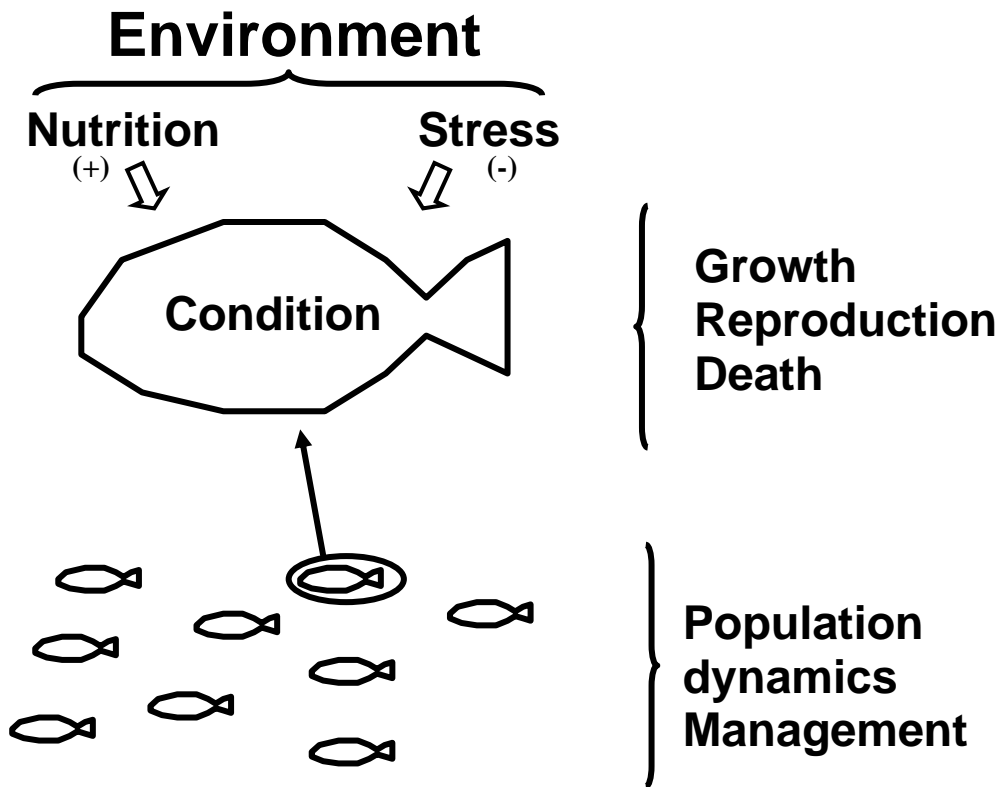 Environment
Nutrition
Stress
(+)
(-)
Condition
Growth
Reproduction
Death
Population
dynamics
Management